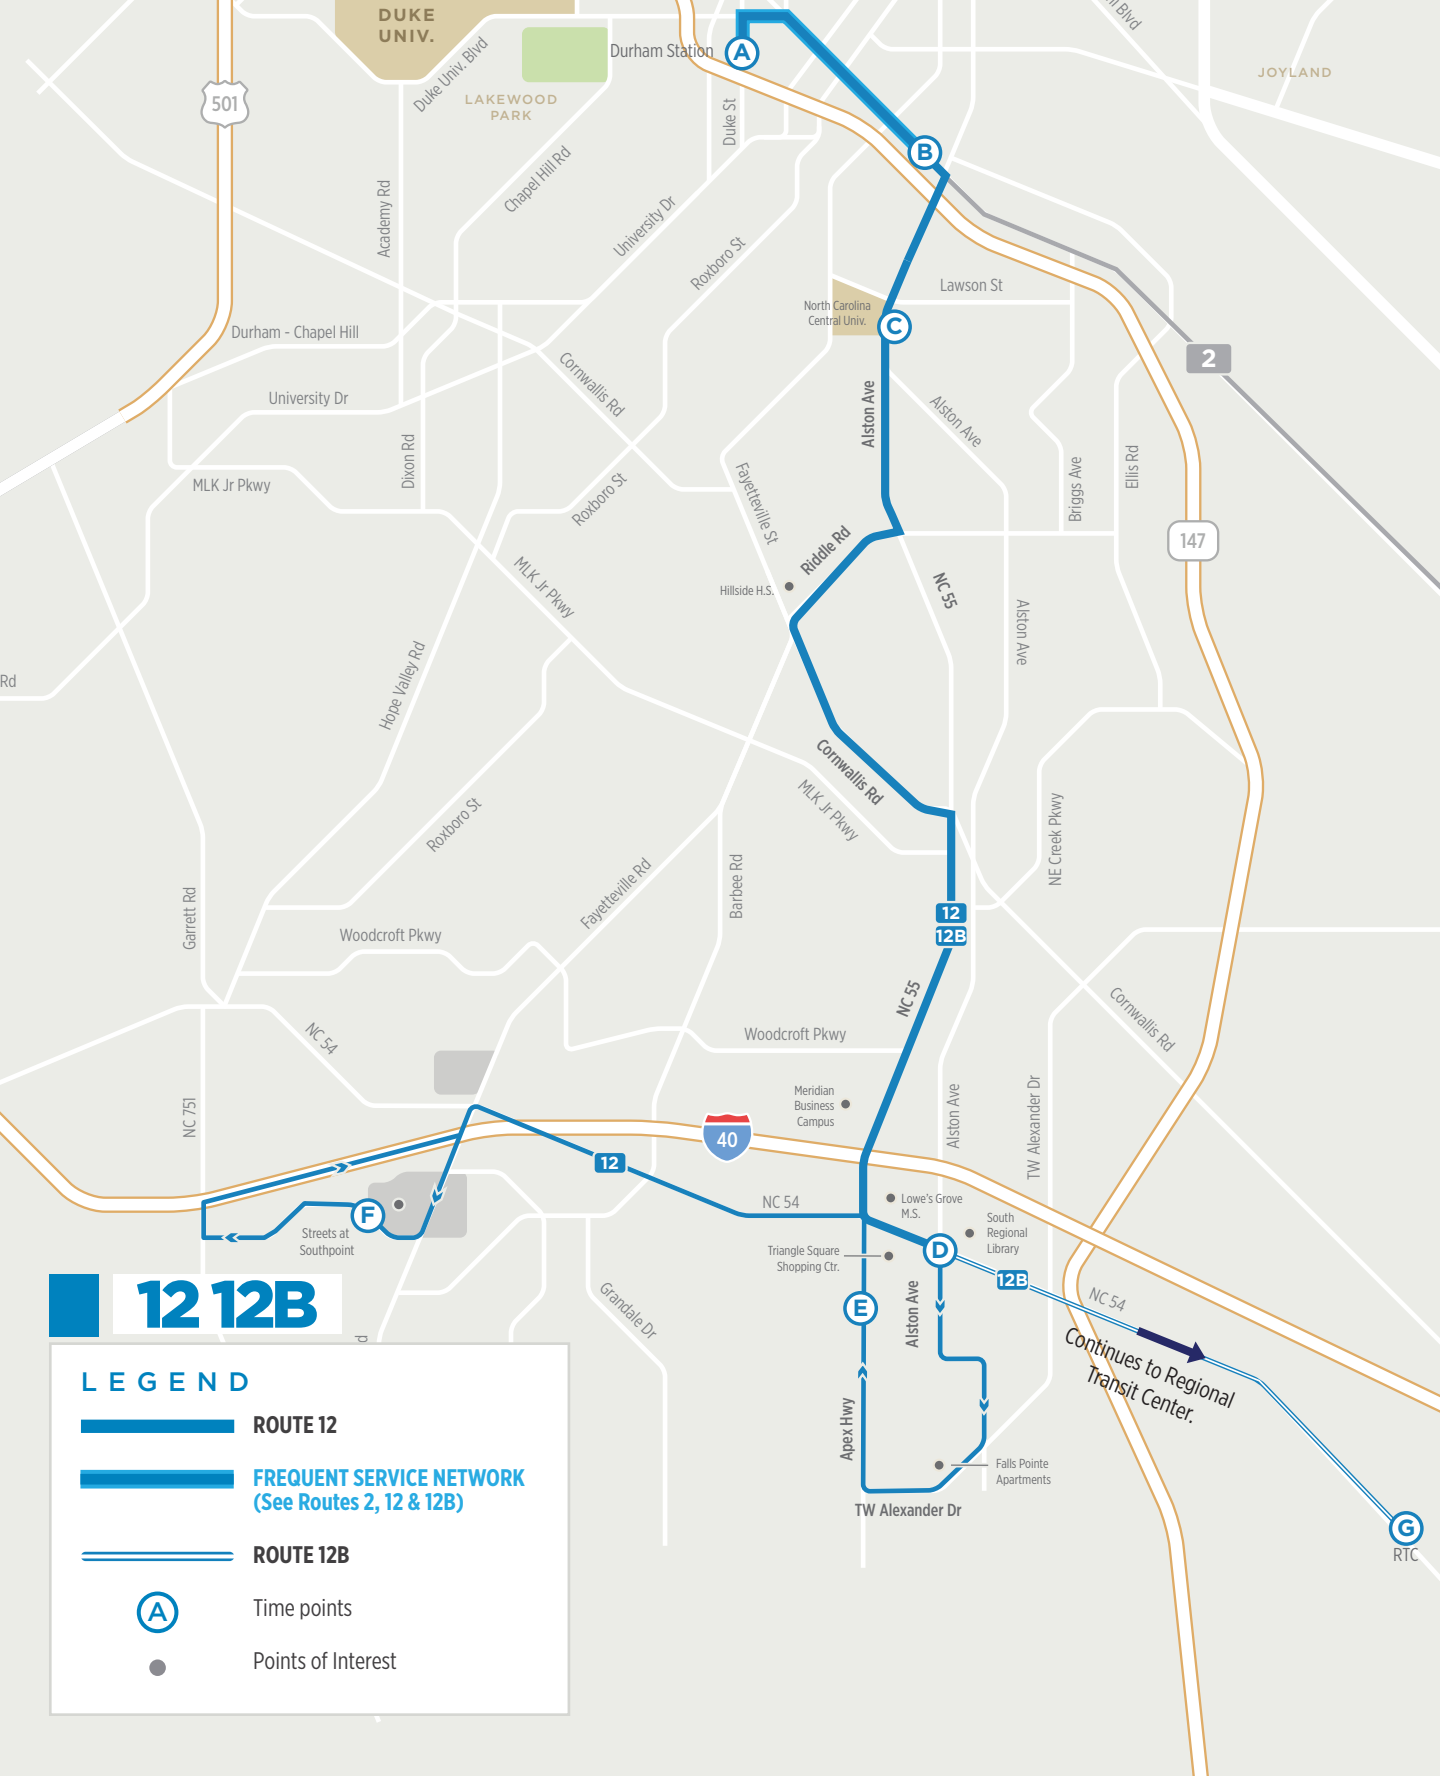 DUKE
UNIV.
ll Blvd
Durham Station
A
JOYLAND
Duke Univ. Blvd
LAKEWOOD
PARK
501
Duke St
B
Chapel Hill Rd
Academy Rd
University Dr
Roxboro St
Lawson St
North Carolina
Central Univ.
C
Durham - Chapel Hill
2
Cornwallis Rd
University Dr
Alston Ave
Alston Ave
Dixon Rd
MLK Jr Pkwy
Fayetteville St
Briggs Ave
Ellis Rd
Roxboro St
147
Riddle Rd
MLK Jr Pkwy
Hillside H.S.
NC 55
Alston Ave
Hope Valley Rd
Rd
Cornwallis Rd
MLK Jr Pkwy
Roxboro St
NE Creek Pkwy
Fayetteville Rd
Barbee Rd
Garrett Rd
12
12B
Woodcroft Pkwy
NC 55
NC 54
Woodcroft Pkwy
Cornwallis Rd
Meridian
Business
Campus
NC 751
Alston Ave
TW Alexander Dr
40
12
NC 54
Lowe's Grove
M.S.
F
Streets at
Southpoint
South
Regional
Library
D
Triangle Square
Shopping Ctr.
12B
NC 54
E
Alston Ave
Grandale Dr
12 12B
d
Continues to Regional
Transit Center.
LEGEND
ROUTE 12
Apex Hwy
FREQUENT SERVICE NETWORK
(See Routes 2, 12 & 12B)
Falls Pointe
Apartments
TW Alexander Dr
G
RTC
ROUTE 12B
A
Time points
Points of Interest